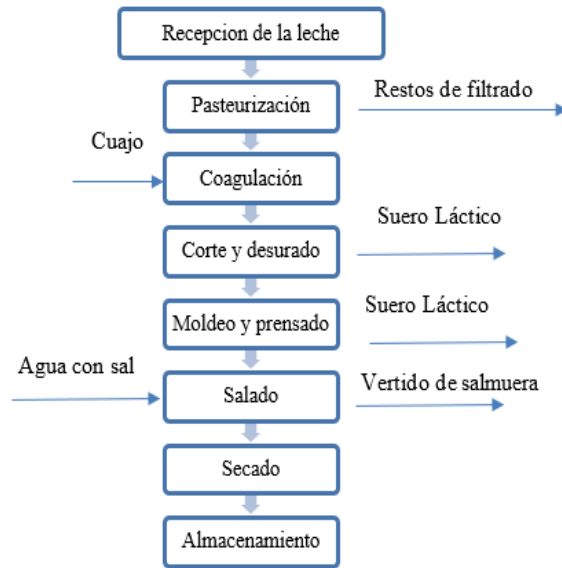 Recepcion de la leche
Restos de filtrado
Pasteurización
Cuajo
Coagulación
Suero Láctico
Corte y desurado
Suero Láctico
Moldeo y prensado
Agua con sal
Vertido de salmuera
Salado
Secado
Almacenamiento